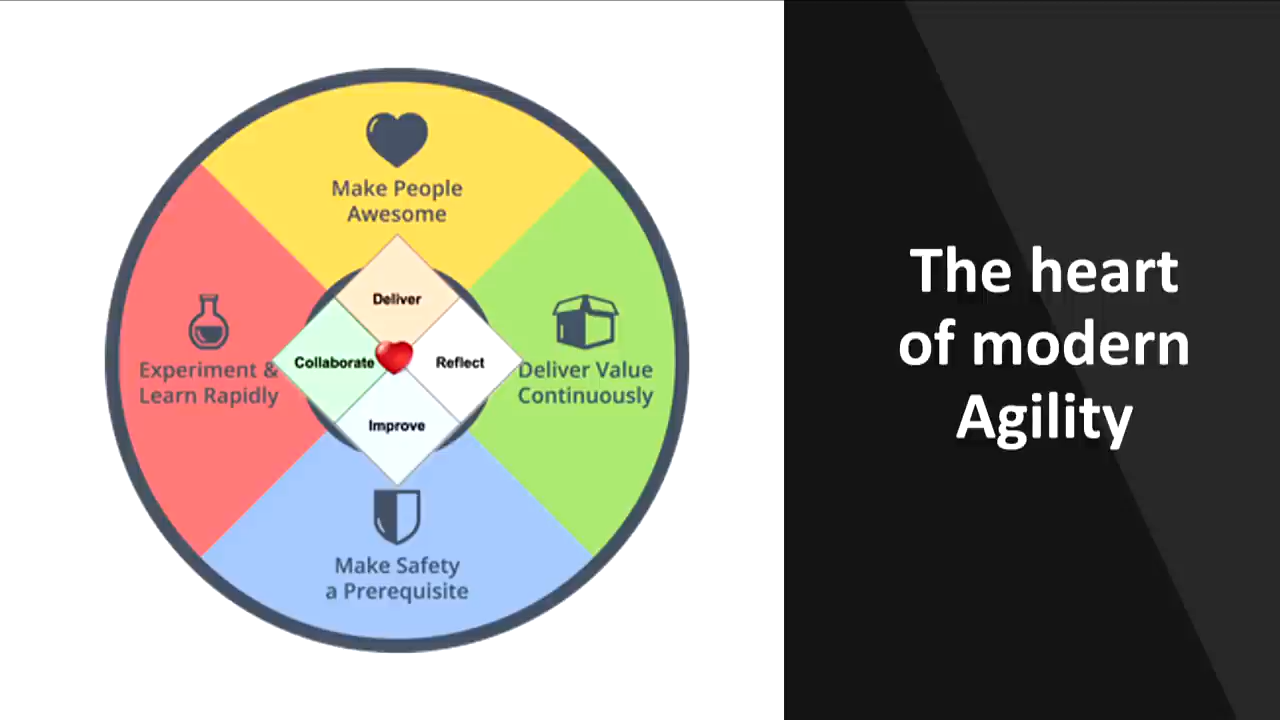 Make People
Awesome
Deliver
Collaborate
Reflect
Improve
Experiment &
Learn Rapidly
Deliver Value
Continuously
Make Safety
a Prerequisite
The heart
of modern
Agility